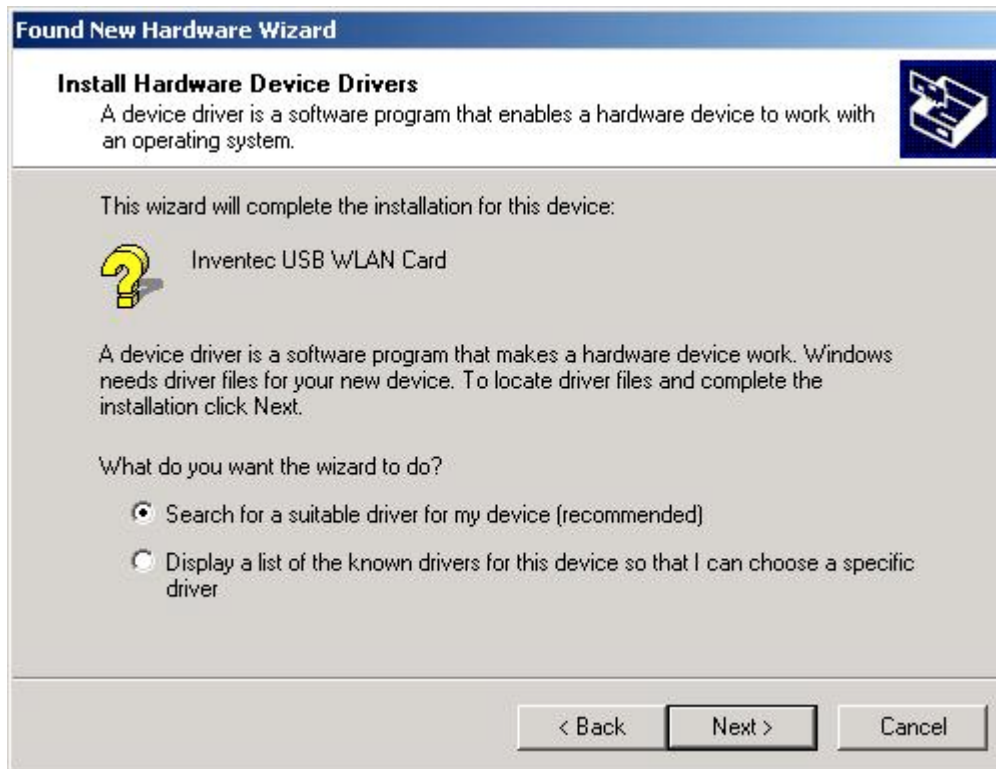 Found New Hardware Wizard
Install Hardware Device Drivers
A device driver is a software program that enables a hardware device to work with
an operating system.
This wizard will complete the installation for this device:
Inventec USB WLAN Card
A device driver is a software program that makes a hardware device work. Windows
needs driver files for your new device. To locate driver files and complete the
installation click Next.
What do you want the wizard to do?
Search for a suitable driver for my device (recommended)
Display a list of the known drivers for this device so that I can choose a specific
driver
< Back Next > Cancel